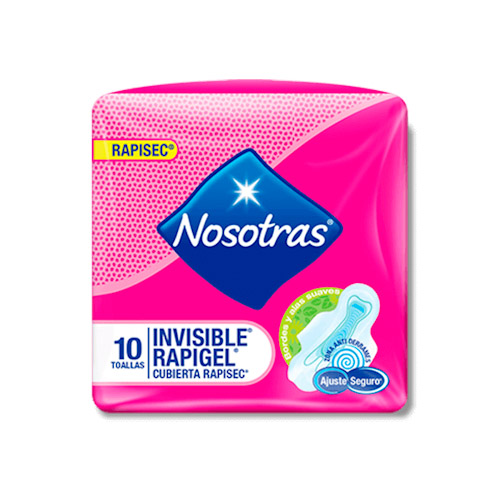 RAPISEC®
Nosotras®
Bordes y alas suaves
ZONA ANTI DERRAMES
Ajuste Seguro®
10
TOALLAS
INVISIBLE®
RAPIGEL®
CUBIERTA RAPISEC®